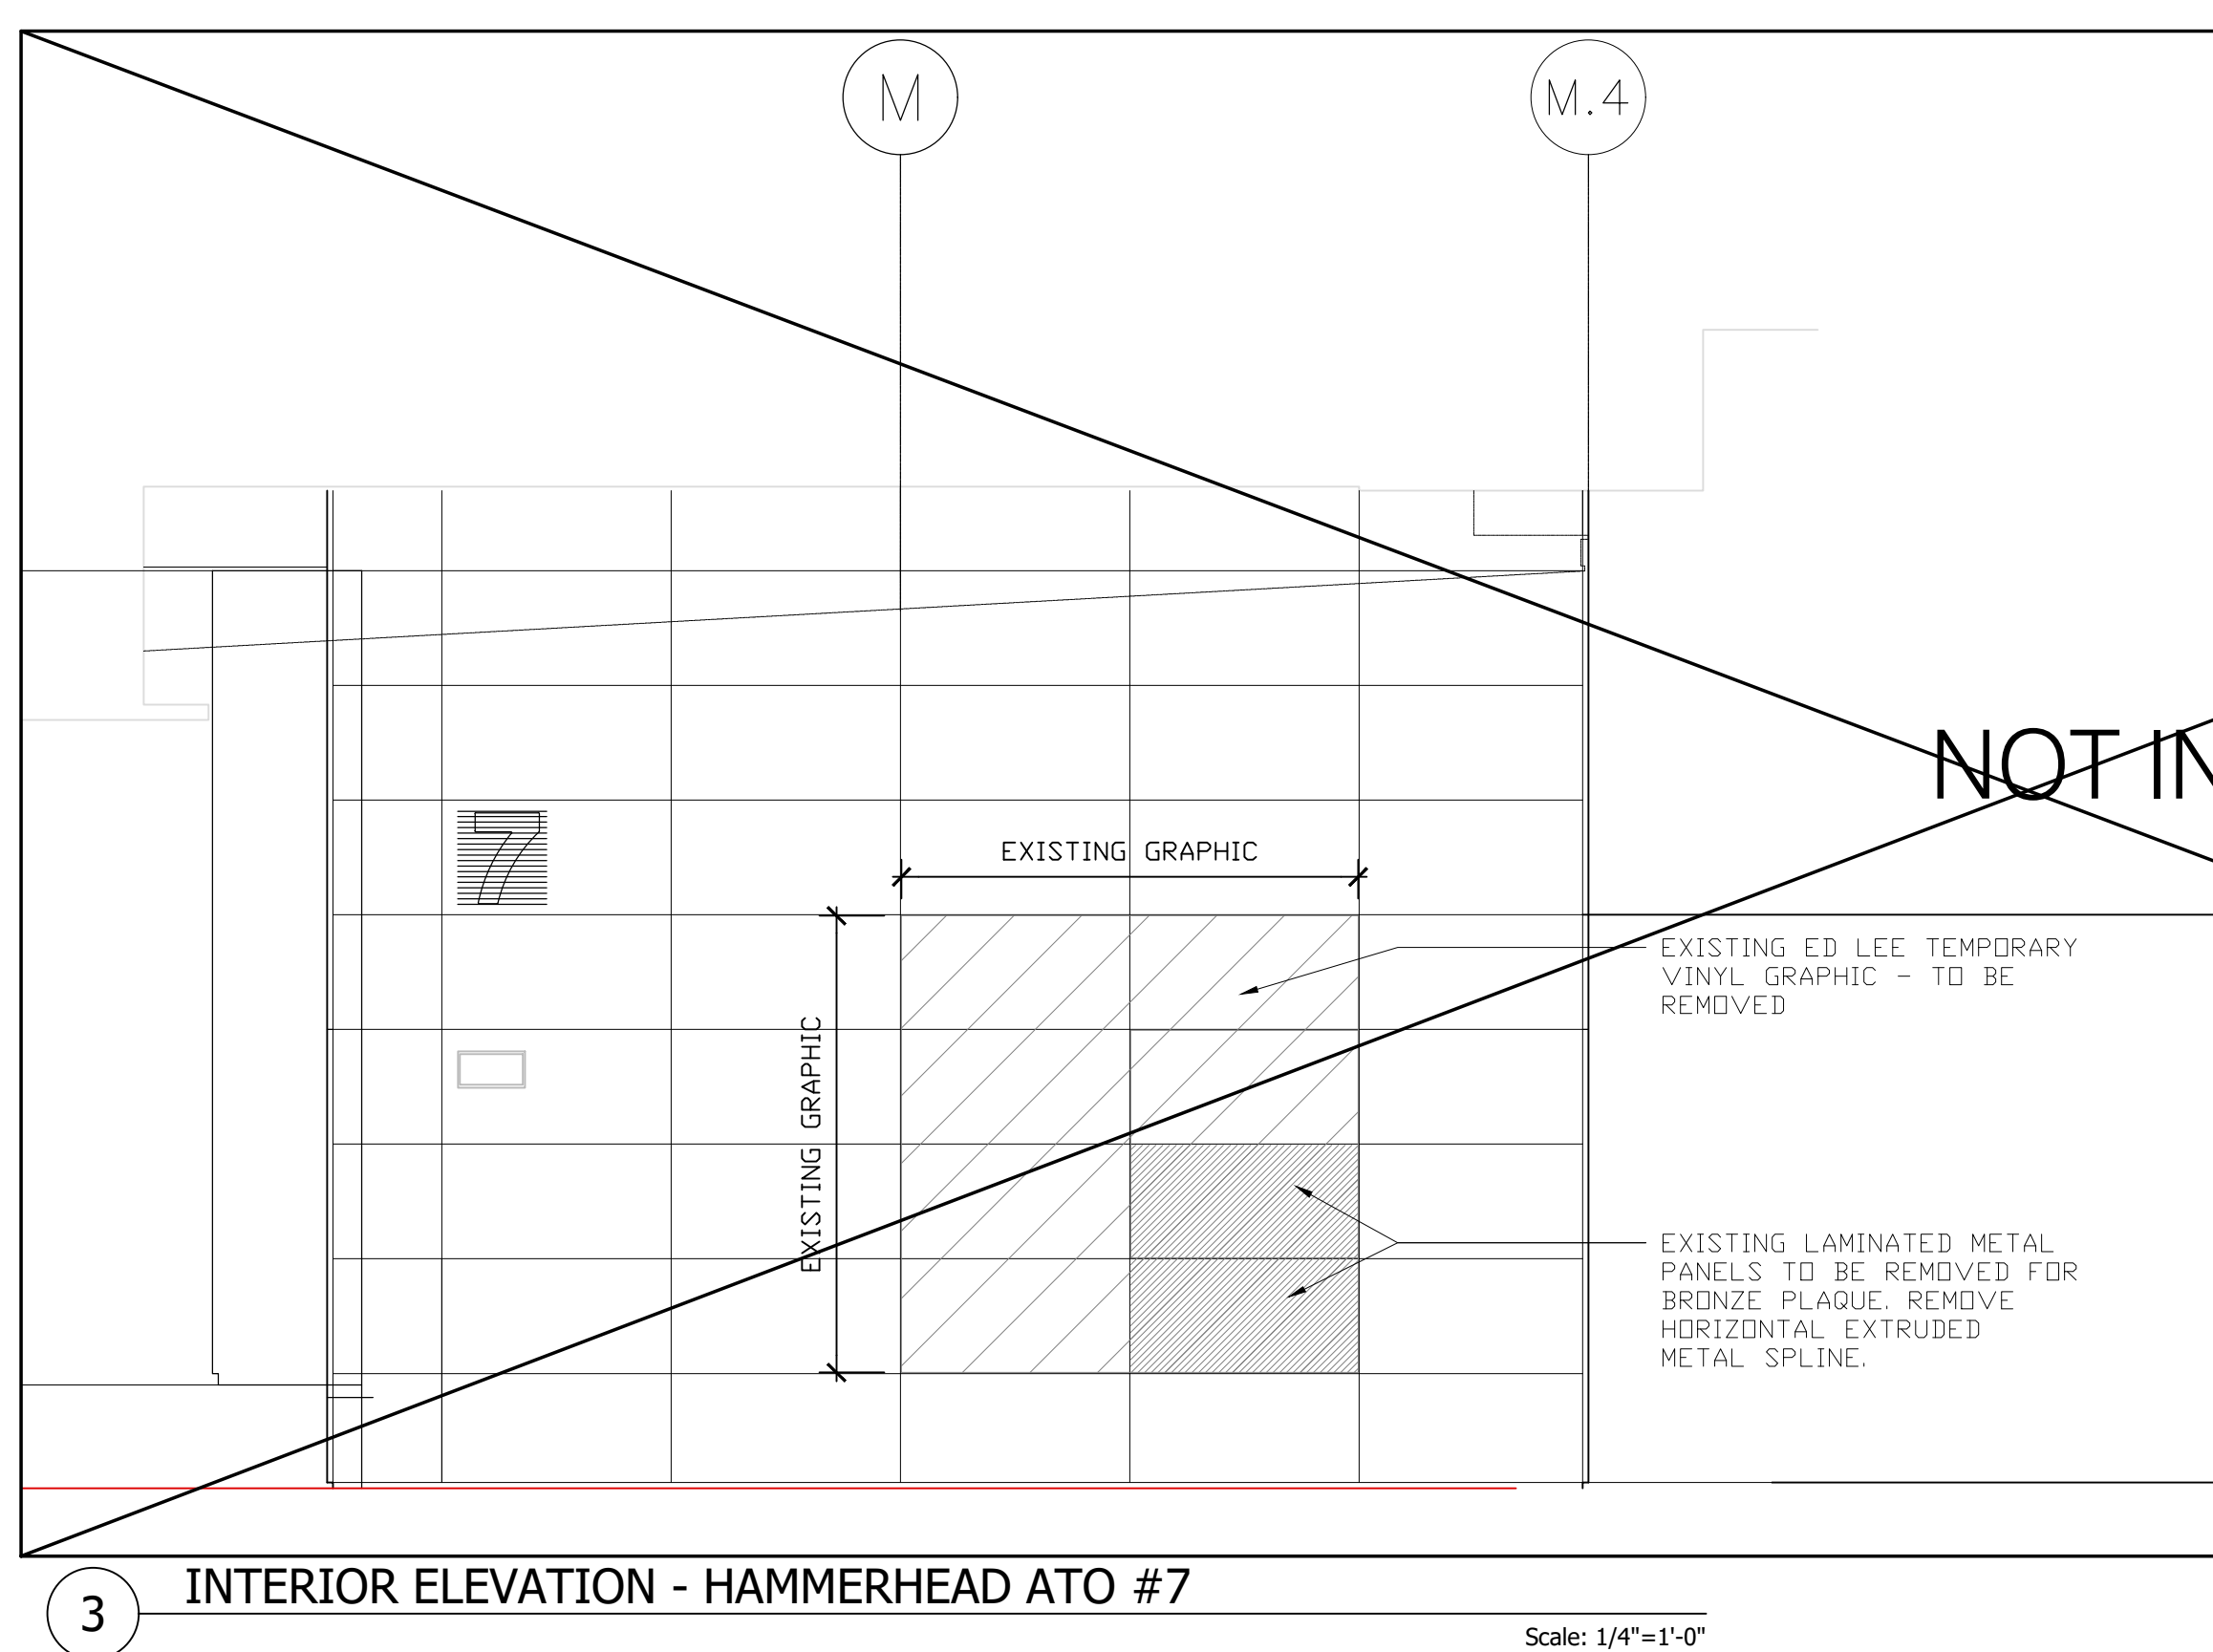 M
M.4
NOT IN
7
EXISTING GRAPHIC
EXISTING GRAPHIC
EXISTING ED LEE TEMPORARY
VINYL GRAPHIC - TO BE
REMOVED
EXISTING LAMINATED METAL
PANELS TO BE REMOVED FOR
BRONZE PLAQUE. REMOVE
HORIZONTAL EXTRUDED
METAL SPLINE.
3
INTERIOR ELEVATION - HAMMERHEAD ATO #7
Scale: 1/4"=1'-0"